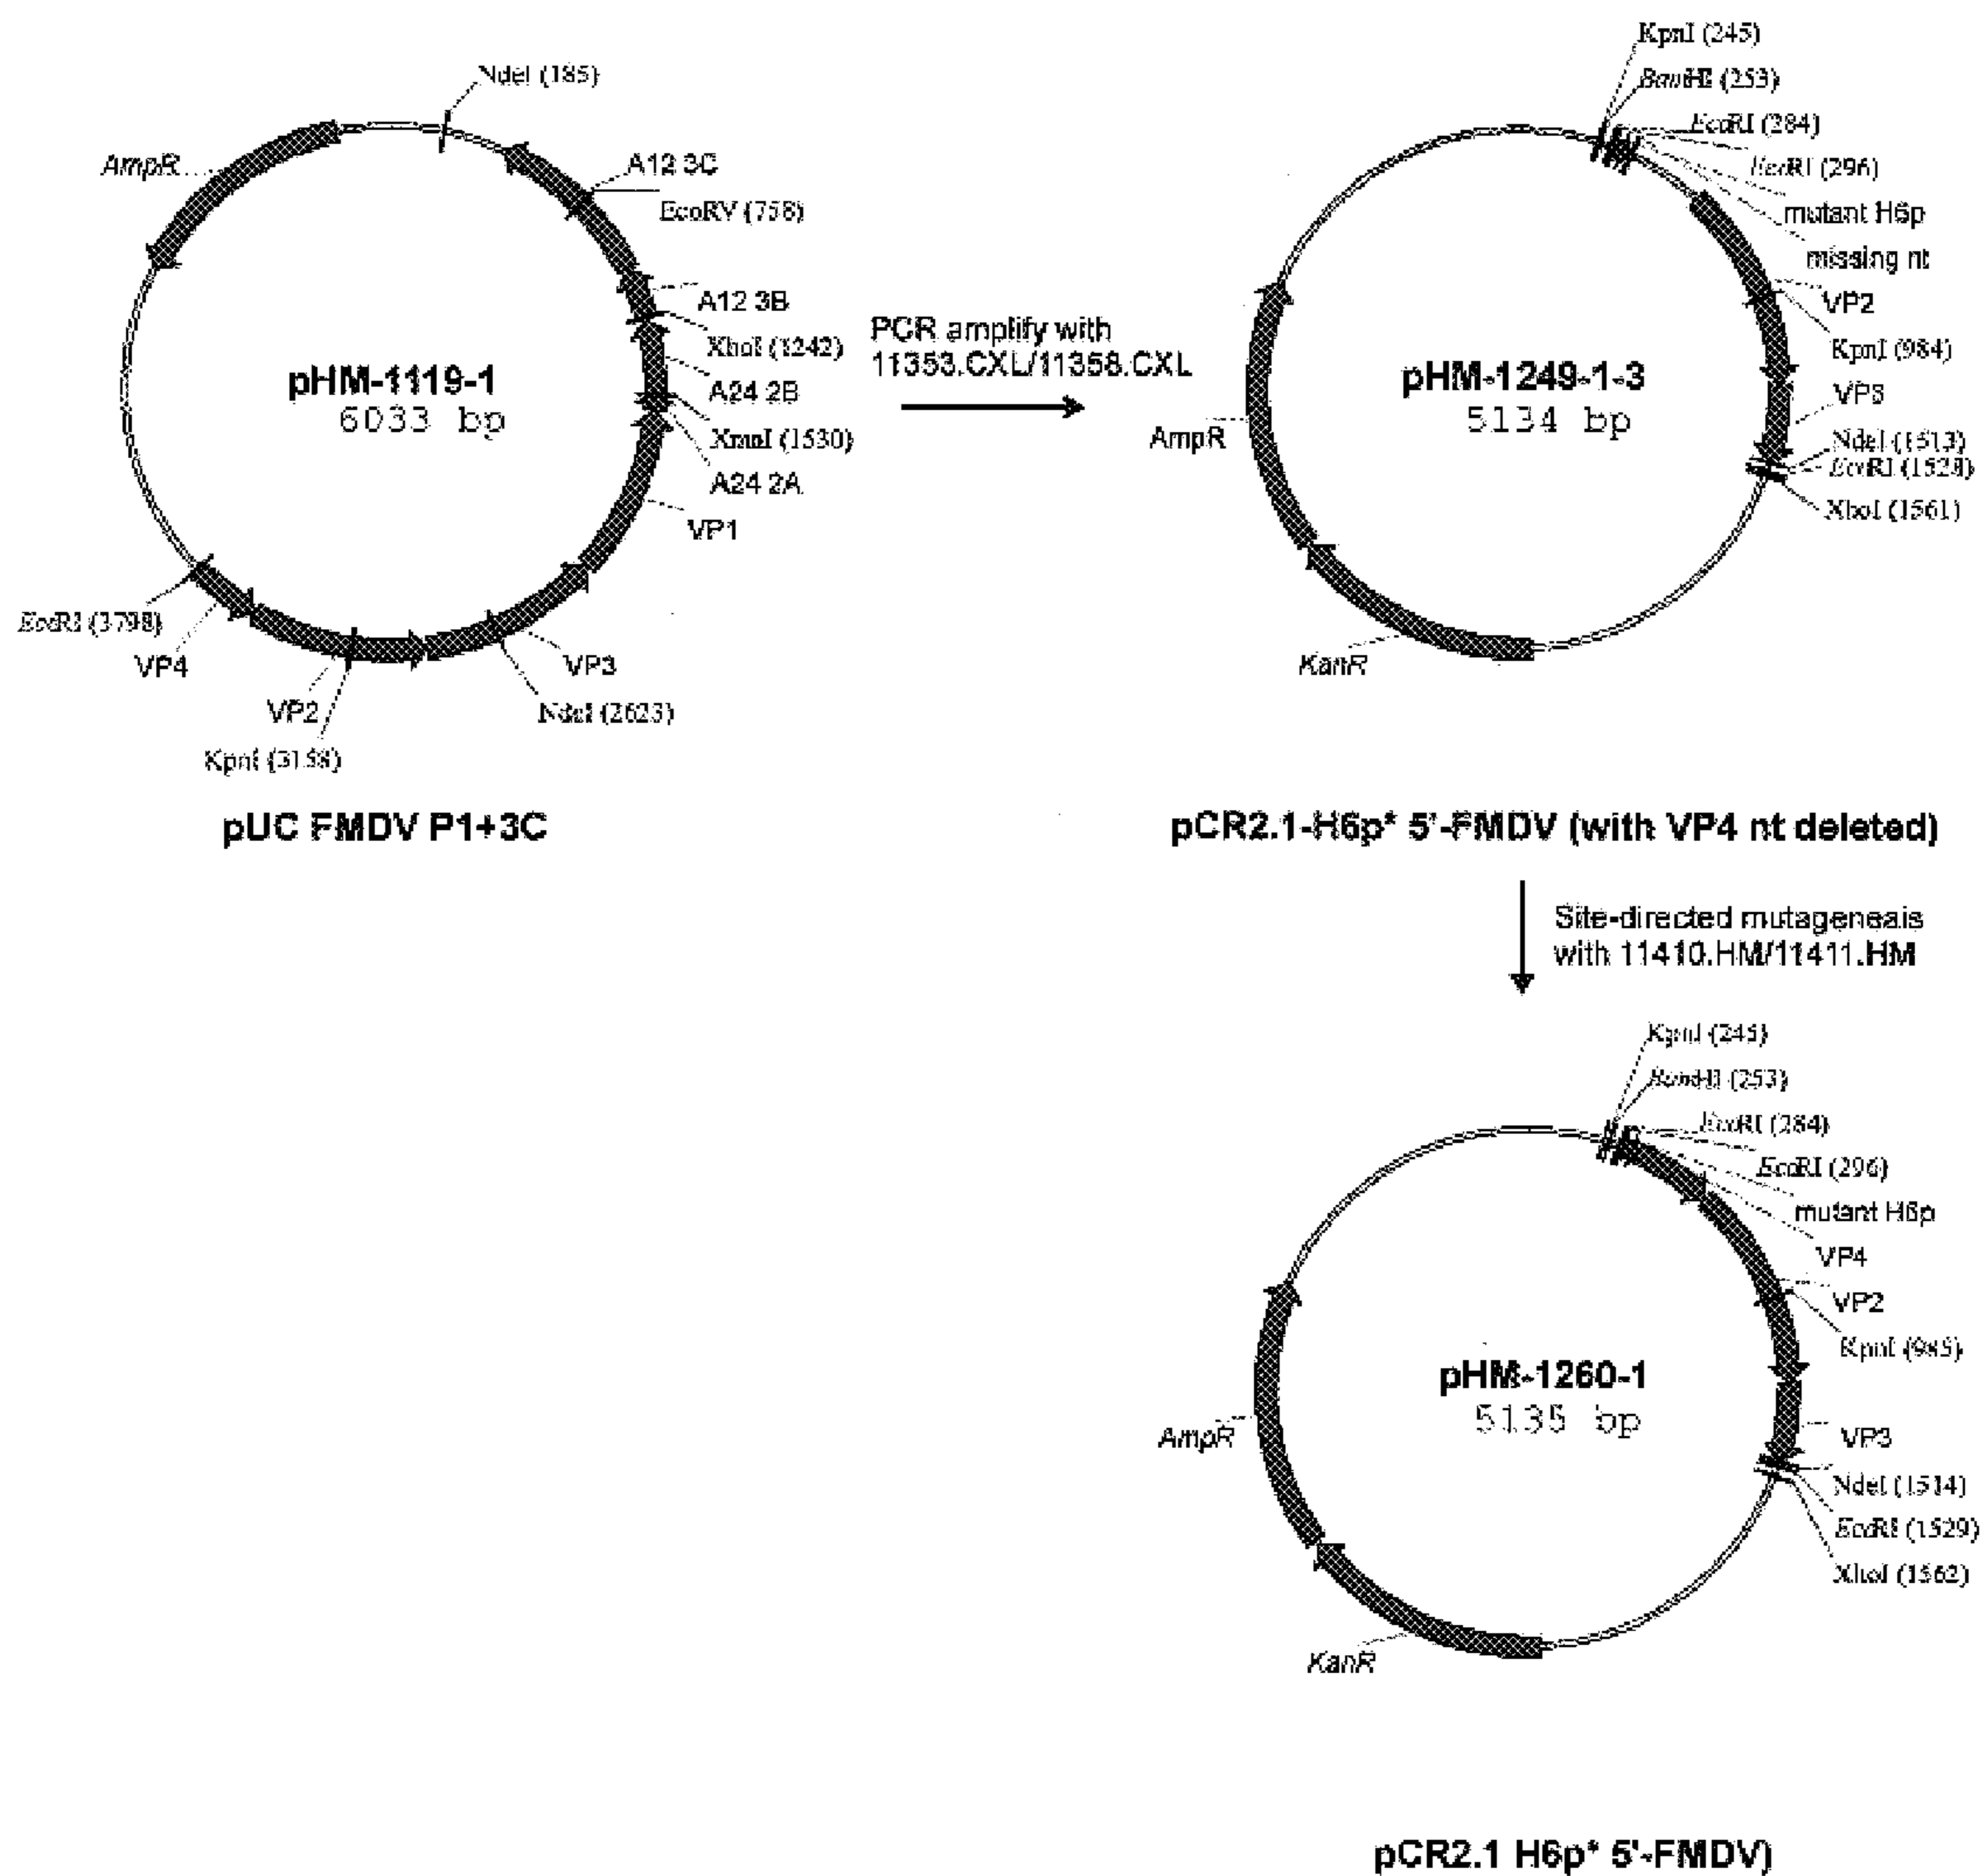 NdeI (185)
AmpR
A12 3C
EcoRV (758)
A12 3B
XhoI (1242)
A24 2B
XmnI (1530)
A24 2A
VP1
pHM-1119-1
6033 bp
EcoRI (3798)
VP4
VP2
KpnI (3158)
VP3
NdeI (2623)
pUC FMDV P1+3C
PCR amplify with
11353.CXL/11358.CXL
KpnI (245)
BamHI (253)
EcoRI (284)
EcoRI (296)
mutant H6p
missing nt
VP2
KpnI (984)
VP3
NdeI (1513)
EcoRI (1528)
XhoI (1561)
pHM-1249-1-3
5134 bp
AmpR
KanR
pCR2.1-H6p* 5'-FMDV (with VP4 nt deleted)
Site-directed mutageneais
with 11410.HM/11411.HM
KpnI (245)
BamHI (253)
EcoRI (284)
EcoRI (296)
mutant H6p
VP4
VP2
KpnI (985)
VP3
NdeI (1514)
EcoRI (1529)
XhoI (1562)
pHM-1260-1
5135 bp
AmpR
KanR
pCR2.1 H6p* 5'-FMDV)